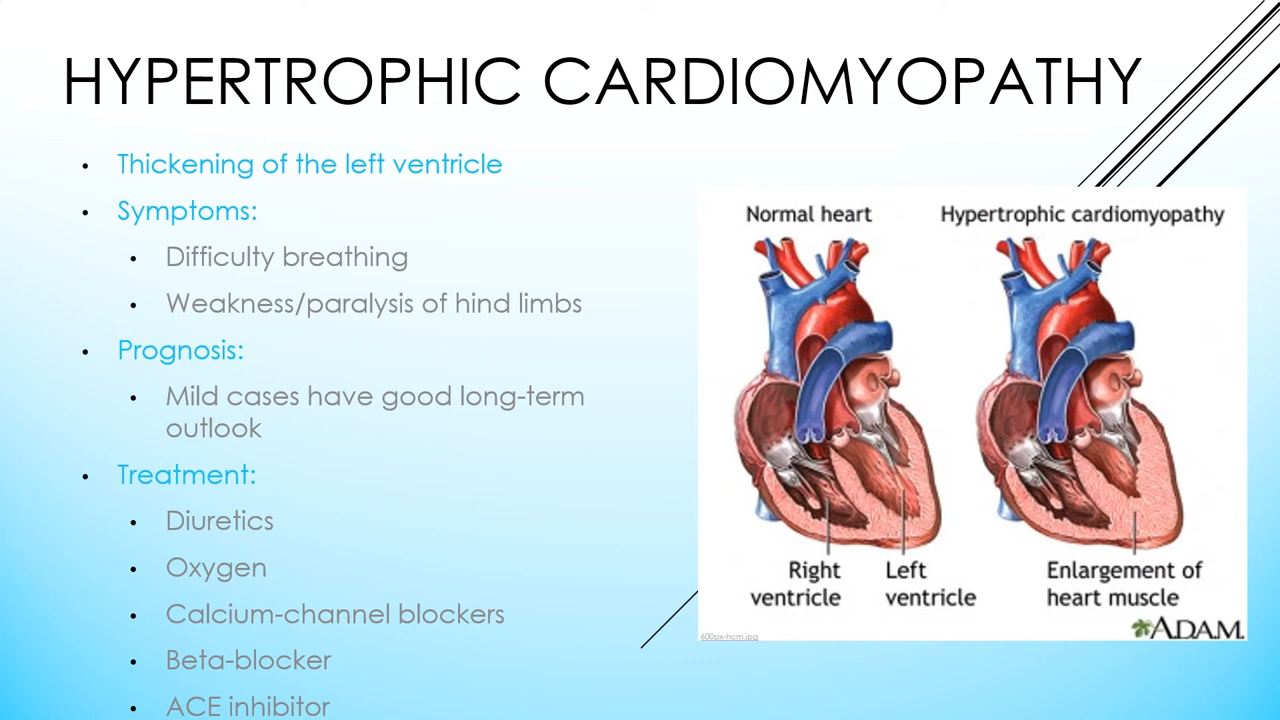 HYPERTROPHIC CARDIOMYOPATHY
• Thickening of the left ventricle
• Symptoms:
• Difficulty breathing
• Weakness/paralysis of hind limbs
• Prognosis:
• Mild cases have good long-term
outlook
• Treatment:
• Diuretics
• Oxygen
• Calcium-channel blockers
• Beta-blocker
• ACE inhibitor
Normal heart
Hypertrophic cardiomyopathy
Right
ventricle
Left
ventricle
Enlargement of
heart muscle
600px-hcm.jpg
A.D.A.M.